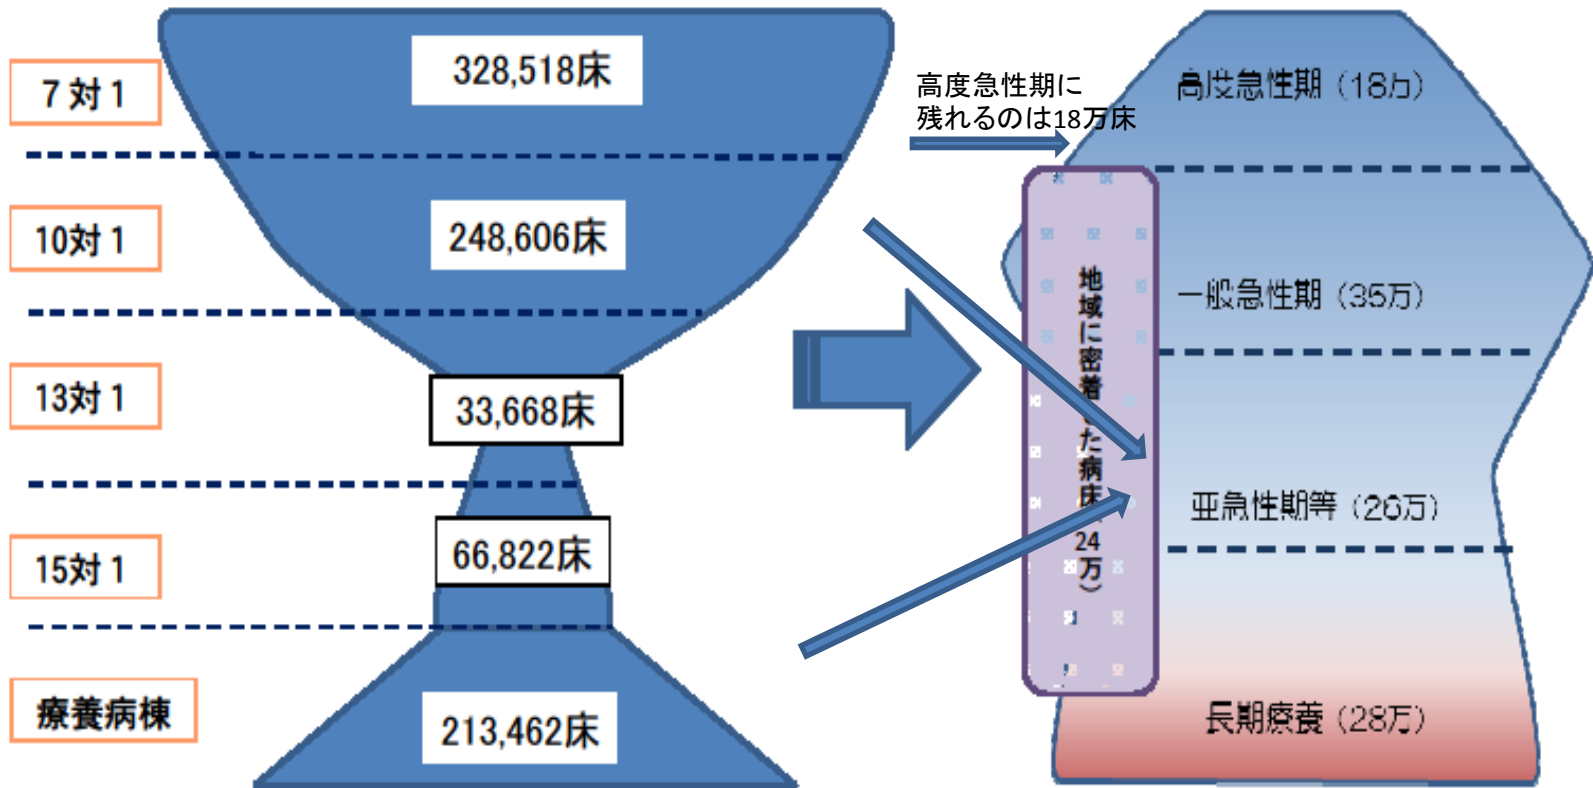 7対1
328,518床
10対1
248,606床
13対1
33,668床
15対1
66,822床
療養病棟
213,462床
高度急性期に
残れるのは18万床
高度急性期（18万）
一般急性期（35万）
亜急性期等（26万）
長期療養（28万）
地域に密着した病床（24万）